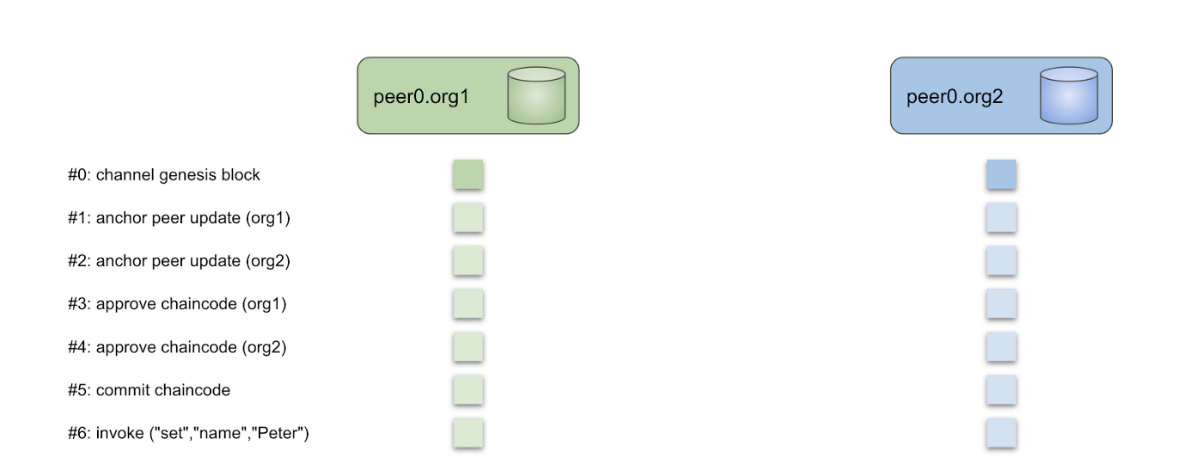 peer0.org1
peer0.org2
#0: channel genesis block
#1: anchor peer update (org1)
#2: anchor peer update (org2)
#3: approve chaincode (org1)
#4: approve chaincode (org2)
#5: commit chaincode
#6: invoke ("set","name","Peter")